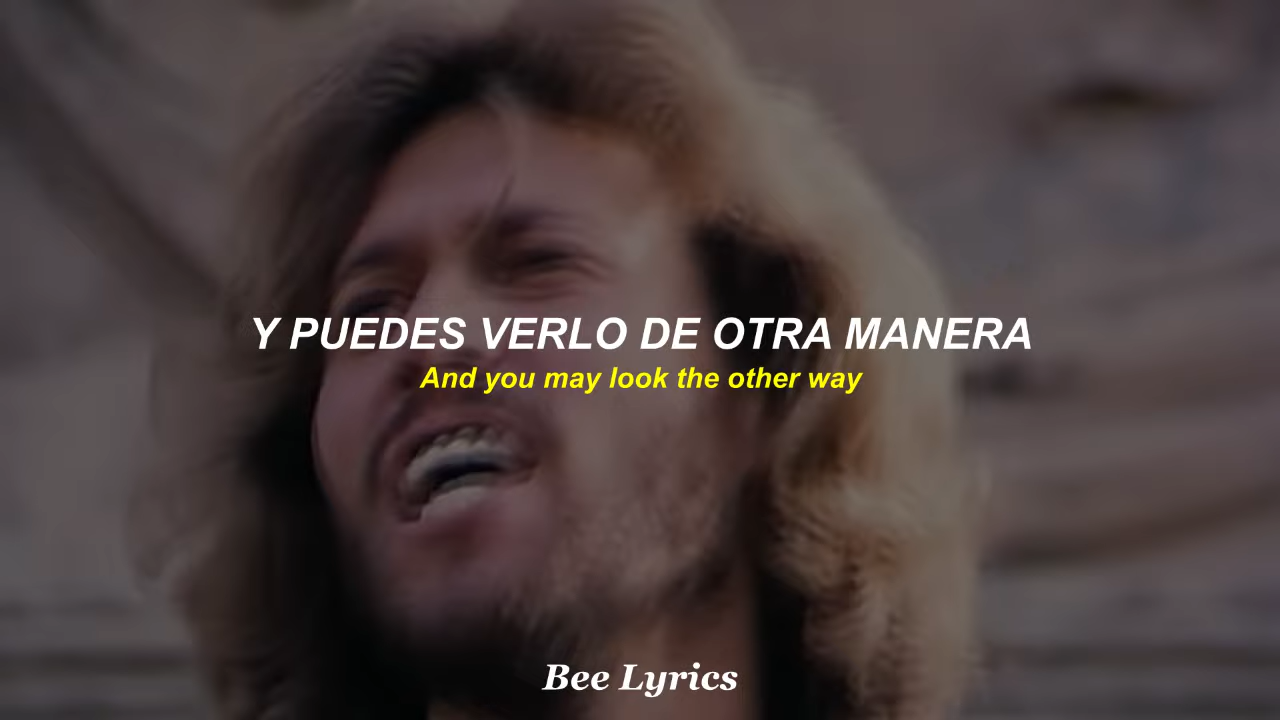 Y PUEDES VERLO DE OTRA MANERA
And you may look the other way
Bee Lyrics